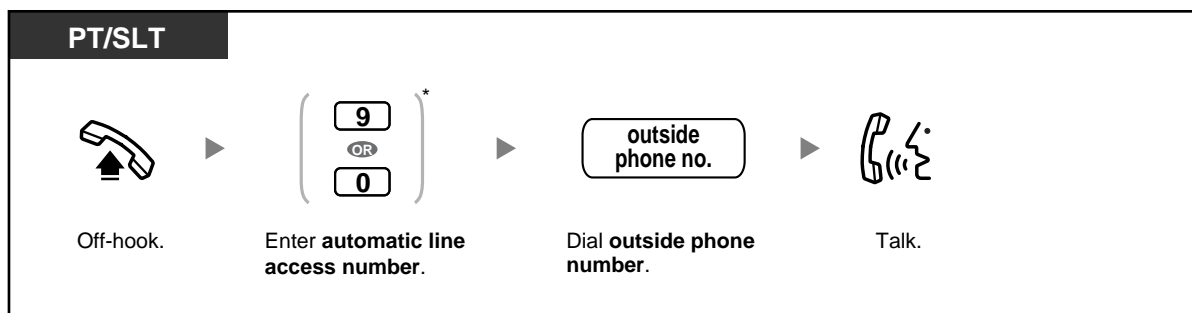 PT/SLT
9
OR
0
*
outside
phone no.
Off-hook.
Enter automatic line
access number.
Dial outside phone
number.
Talk.